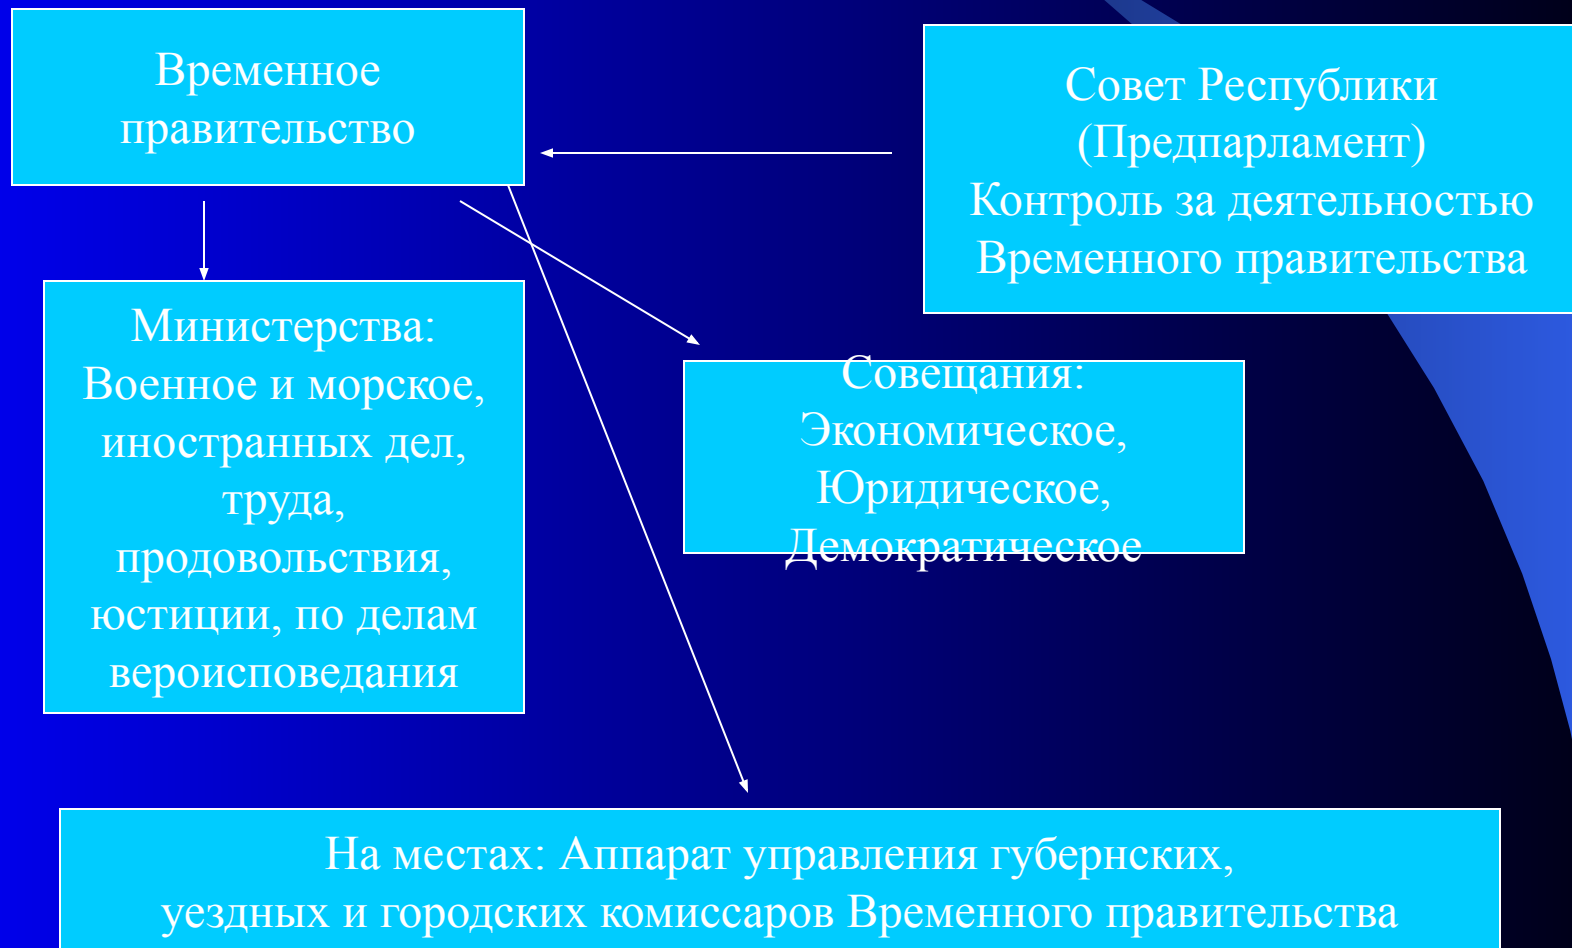 Временное
правительство
Совет Республики
(Предпарламент)
Контроль за деятельностью
Временного правительства
Министерства:
Военное и морское,
иностранных дел,
труда,
продовольствия,
юстиции, по делам
вероисповедания
Совещания:
Экономическое,
Юридическое,
Демократическое
На местах: Аппарат управления губернских,
уездных и городских комиссаров Временного правительства